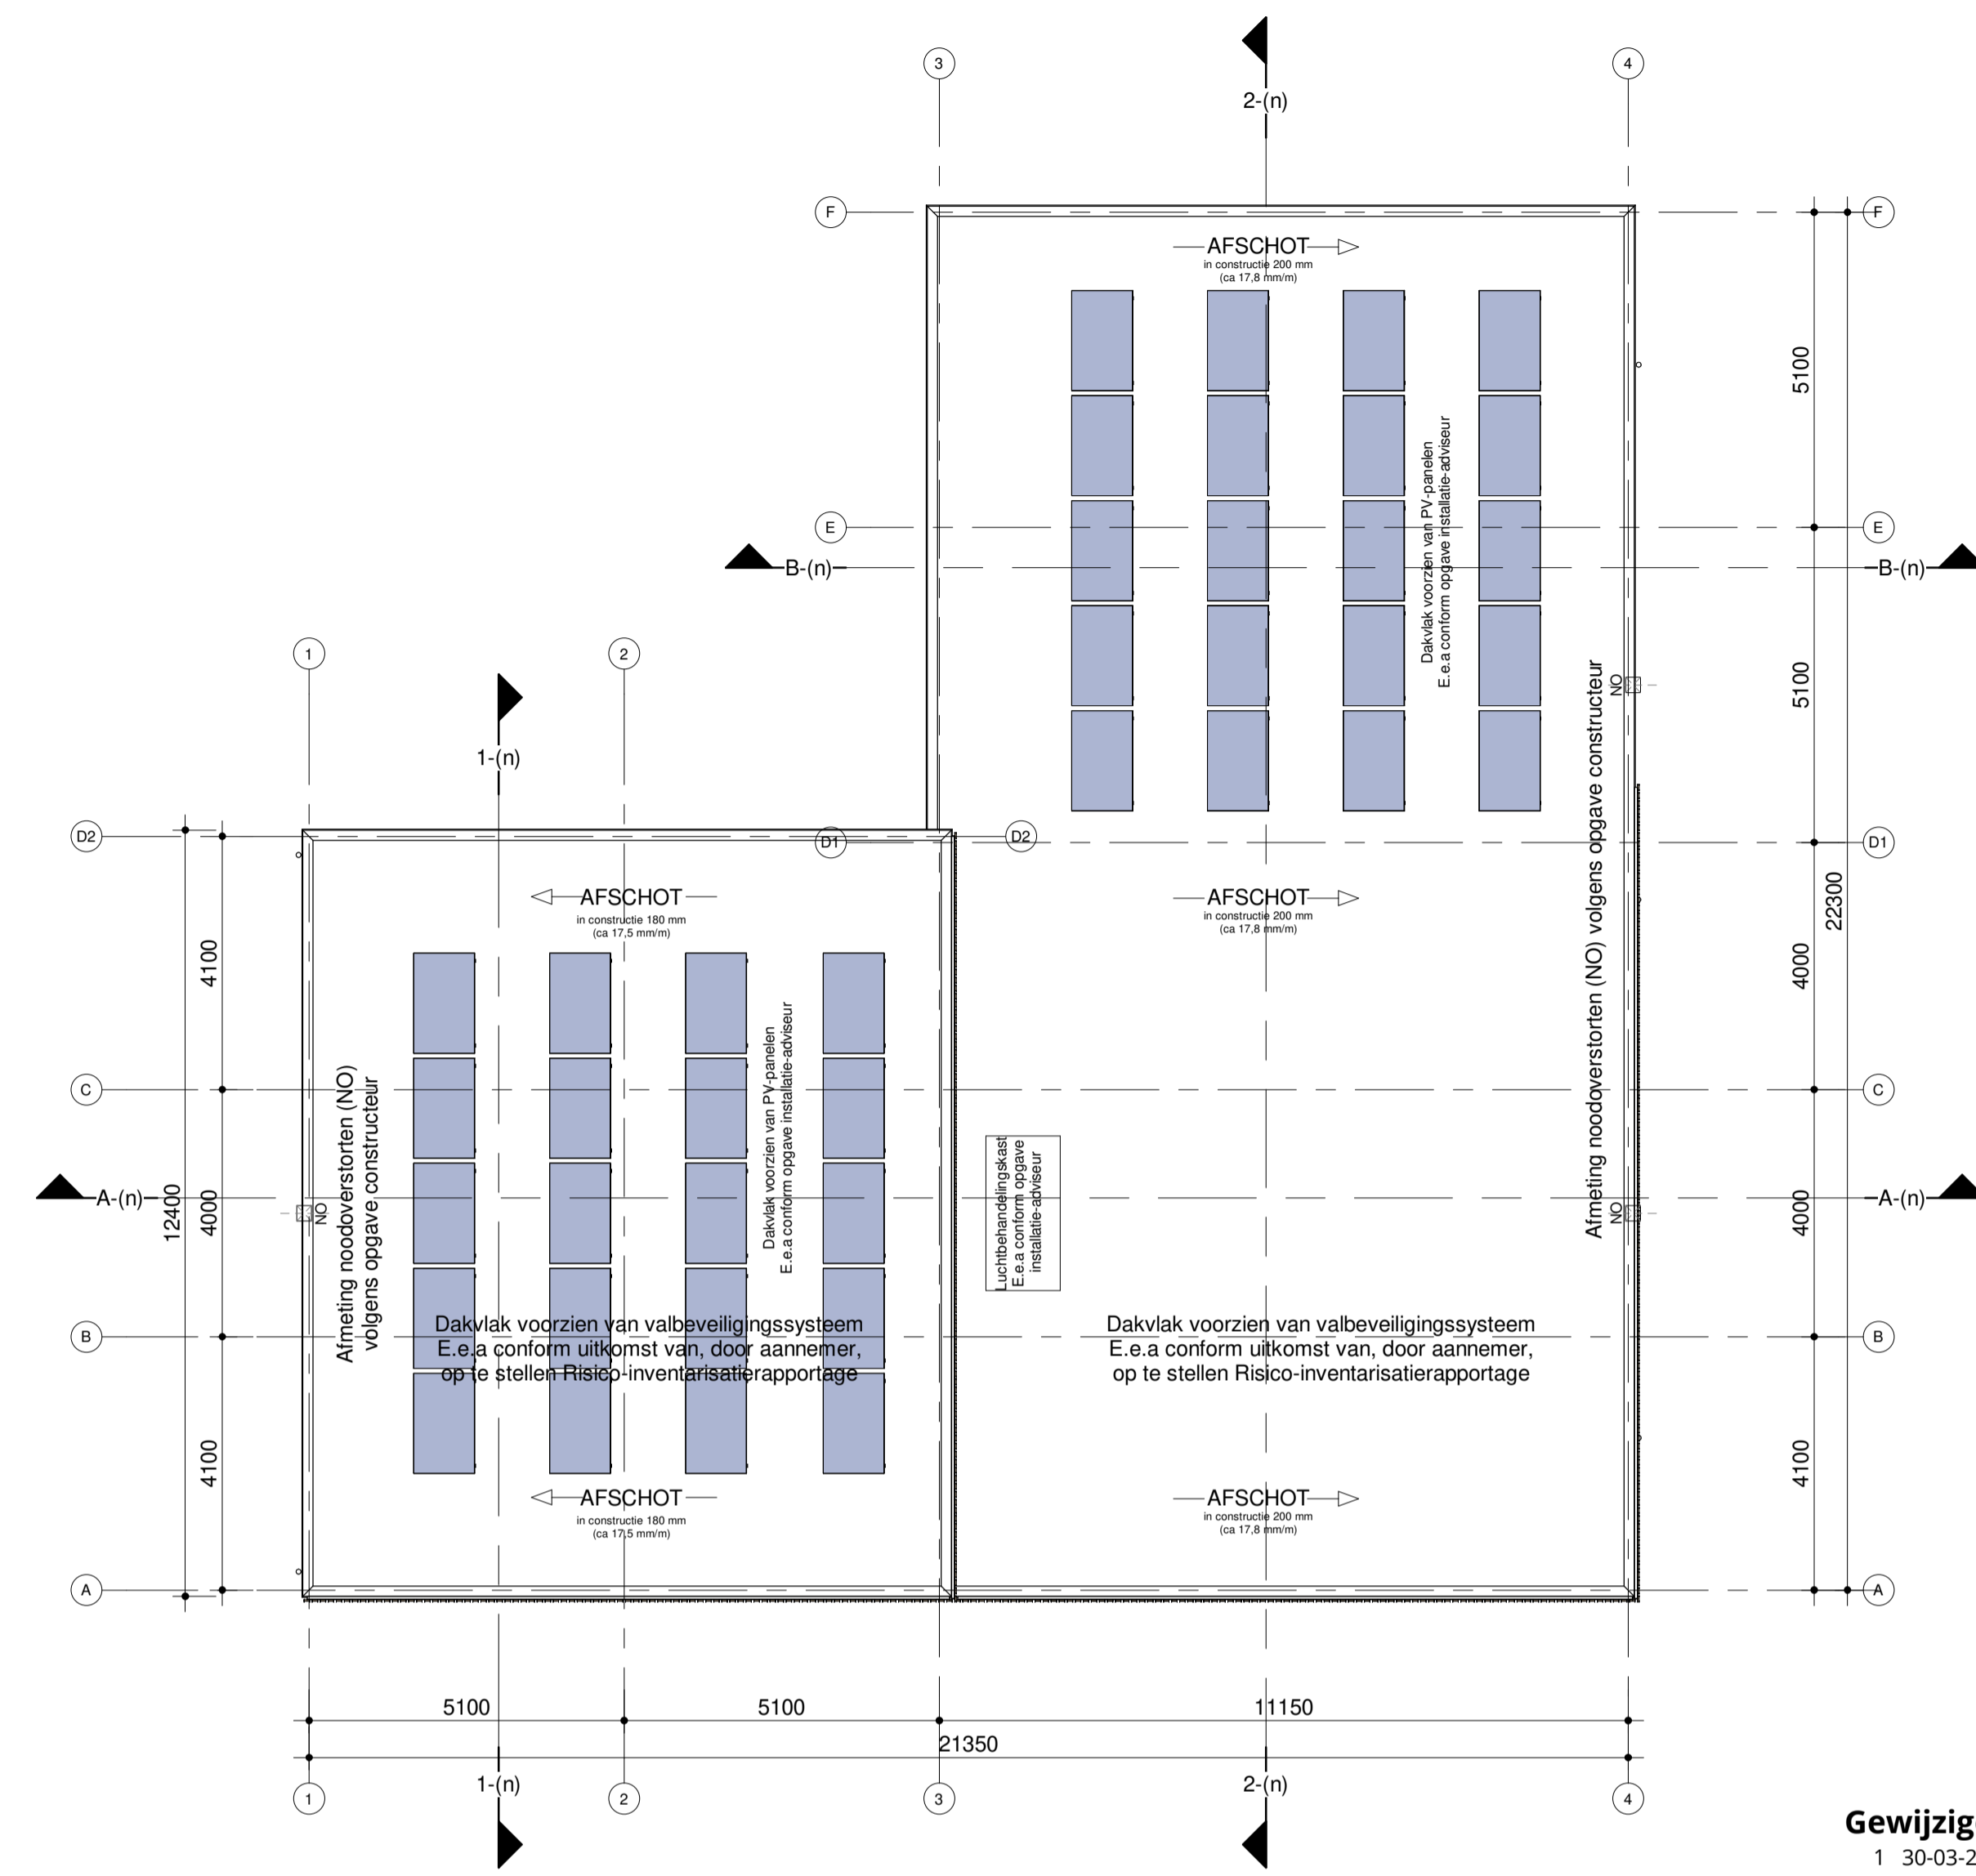 3
4
2-(n)
F
F
AFSCHOT
in constructie 200 mm
(ca 17,8 mm/m)
5100
Dakvlak voorzien van PV-panelen
E.e.a conform opgave installatie-adviseur
E
E
B-(n)
B-(n)
1
2
NO
5100
1-(n)
Afmeting noodoverstorten (NO) volgens opgave constructeur
D2
D1
D2
D1
AFSCHOT
in constructie 180 mm
(ca 17,5 mm/m)
AFSCHOT
in constructie 200 mm
(ca 17,8 mm/m)
22300
4100
4000
C
C
Afmeting noodoverstorten (NO)
volgens opgave constructeur
Dakvlak voorzien van PV-panelen
E.e.a conform opgave installatie-adviseur
Luchtbehandelingskast
E.e.a conform opgave
installatie-adviseur
A-(n)
12400
4000
NO
NO
4000
A-(n)
B
B
Dakvlak voorzien van valbeveiligingssysteem
E.e.a conform uitkomst van, door aannemer,
op te stellen Risico-inventarisatierapportage
Dakvlak voorzien van valbeveiligingssysteem
E.e.a conform uitkomst van, door aannemer,
op te stellen Risico-inventarisatierapportage
4100
4100
AFSCHOT
in constructie 180 mm
(ca 17,5 mm/m)
AFSCHOT
in constructie 200 mm
(ca 17,8 mm/m)
A
A
5100
5100
11150
21350
1-(n)
2-(n)
1
2
3
4
Gewijzig
1 30-03-2